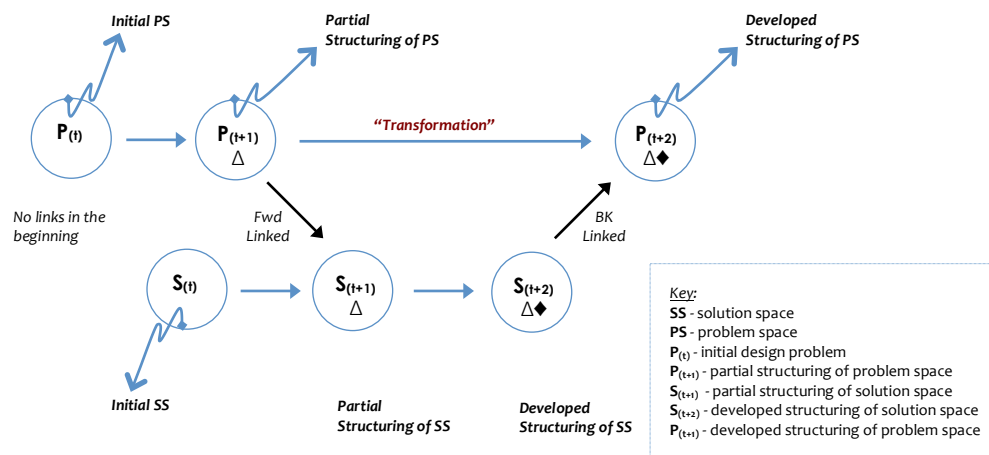 Initial PS
Partial
Structuring of PS
Developed
Structuring of PS
P(t)
P(t+1)
Δ
"Transformation"
P(t+2)
Δ♦
No links in the
beginning
Fwd
Linked
BK
Linked
S(t)
S(t+1)
Δ
S(t+2)
Δ♦
Initial SS
Partial
Structuring of SS
Developed
Structuring of SS
Key:
SS - solution space
PS - problem space
P(t) - initial design problem
P(t+1) - partial structuring of problem space
S(t+1) - partial structuring of solution space
S(t+2) - developed structuring of solution space
P(t+1) - developed structuring of problem space